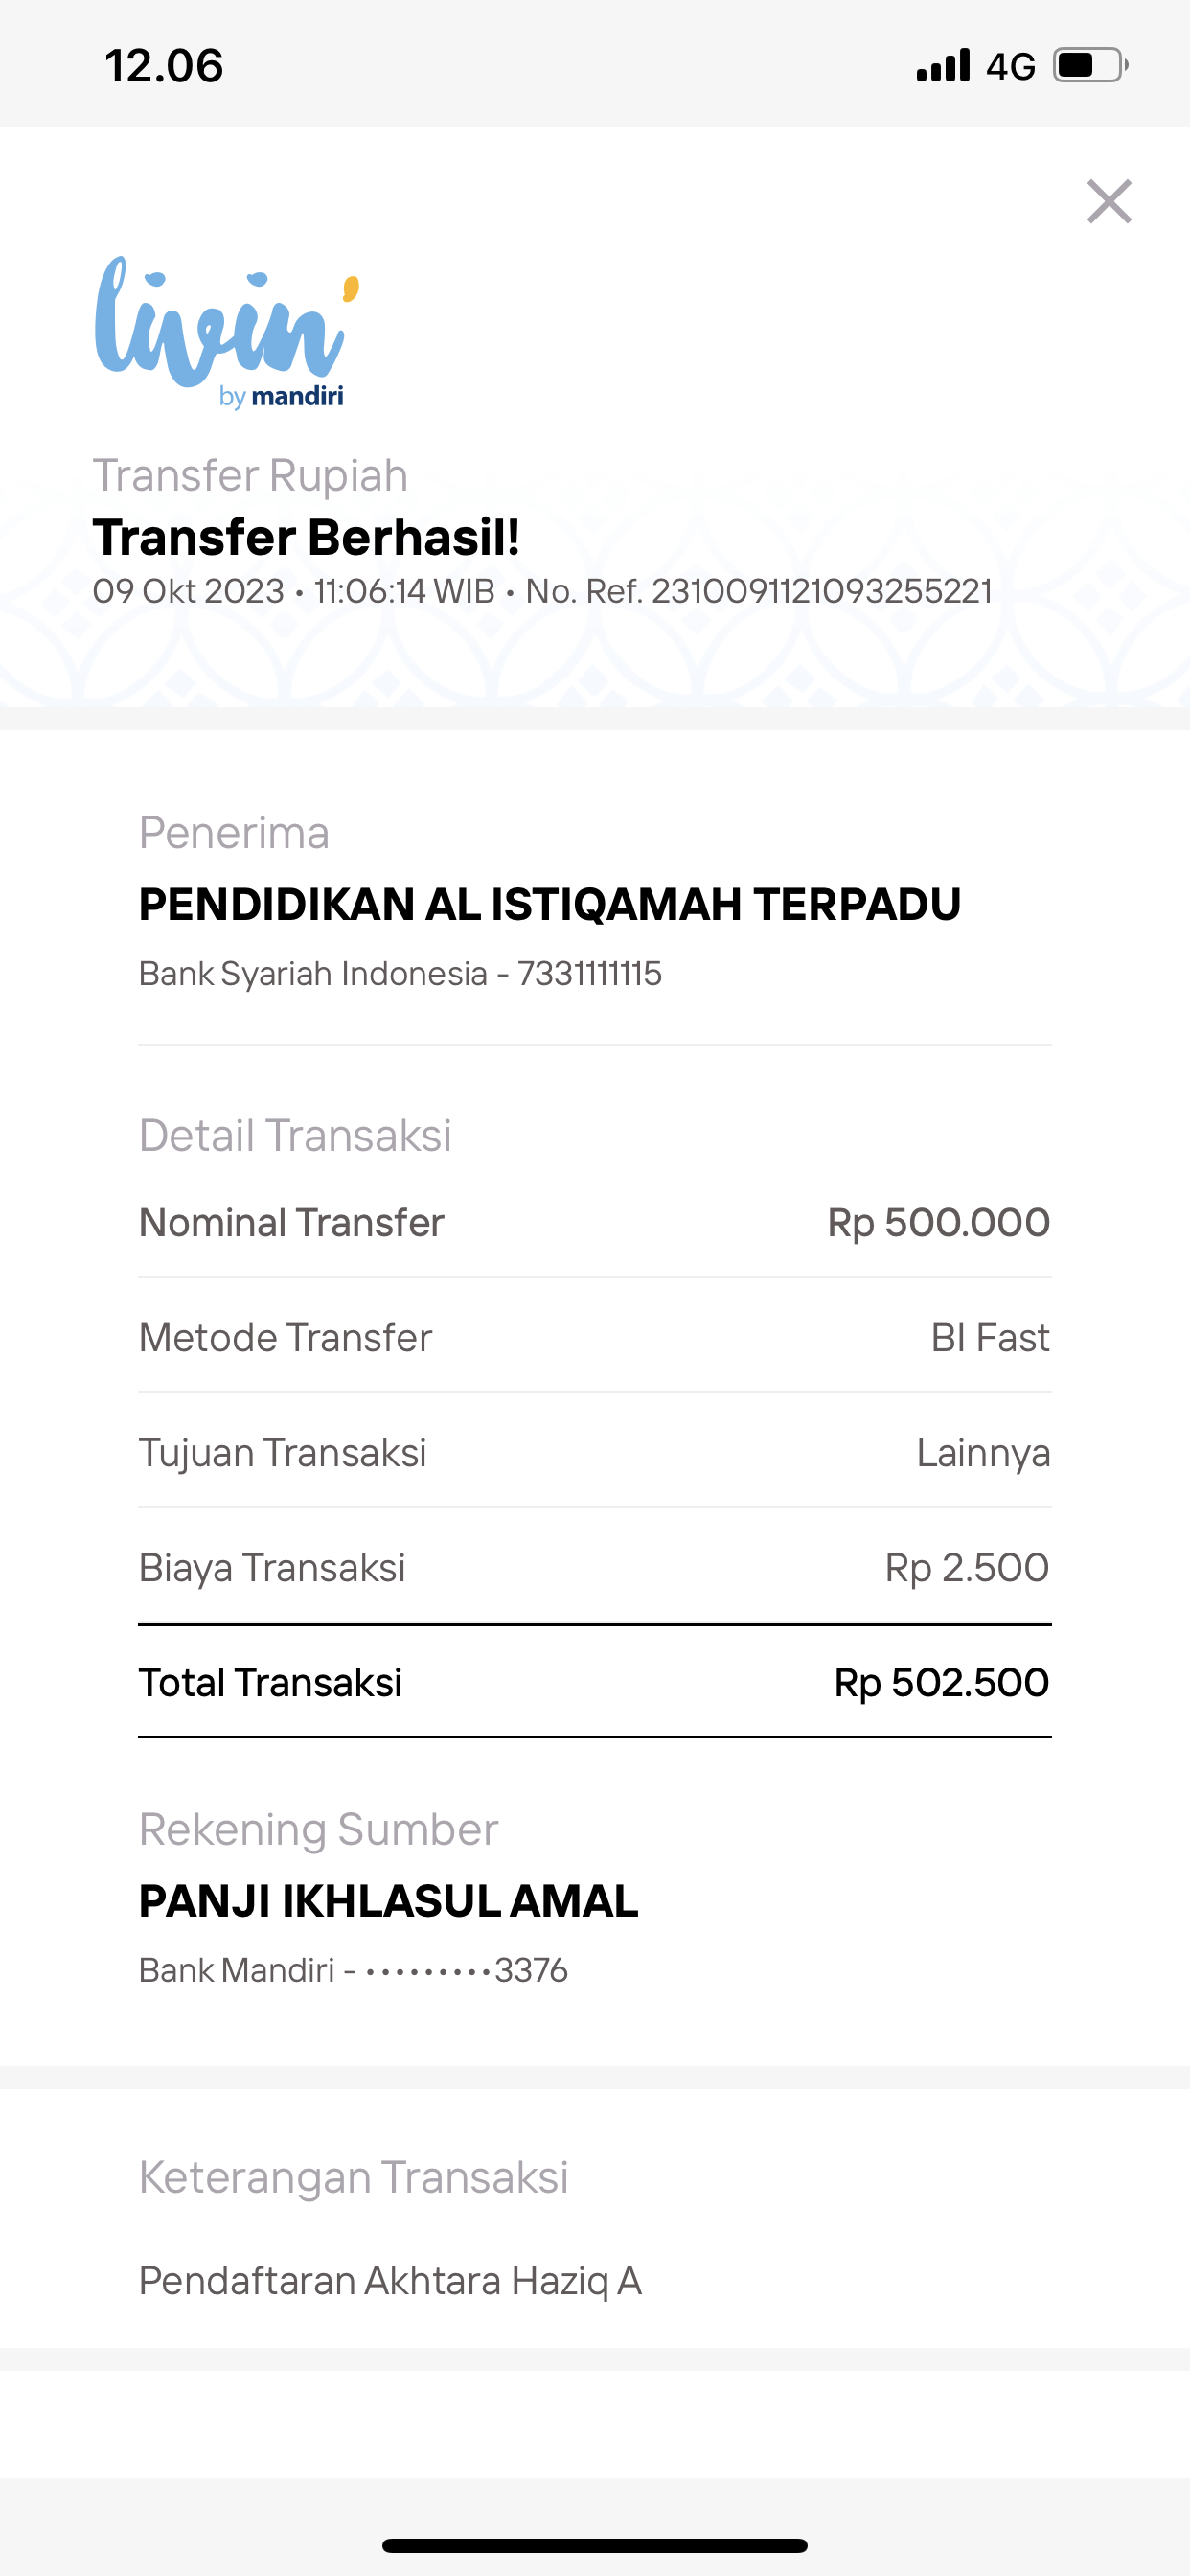 12.06 4G
livin'
by mandiri
Transfer Rupiah
Transfer Berhasil!
09 Okt 2023 • 11:06:14 WIB • No. Ref. 2310091121093255221
Penerima
PENDIDIKAN AL ISTIQAMAH TERPADU
Bank Syariah Indonesia - 7331111115
Detail Transaksi
Nominal Transfer Rp 500.000
Metode Transfer BI Fast
Tujuan Transaksi Lainnya
Biaya Transaksi Rp 2.500
Total Transaksi Rp 502.500
Rekening Sumber
PANJI IKHLASUL AMAL
Bank Mandiri - •••••••••3376
Keterangan Transaksi
Pendaftaran Akhtara Haziq A